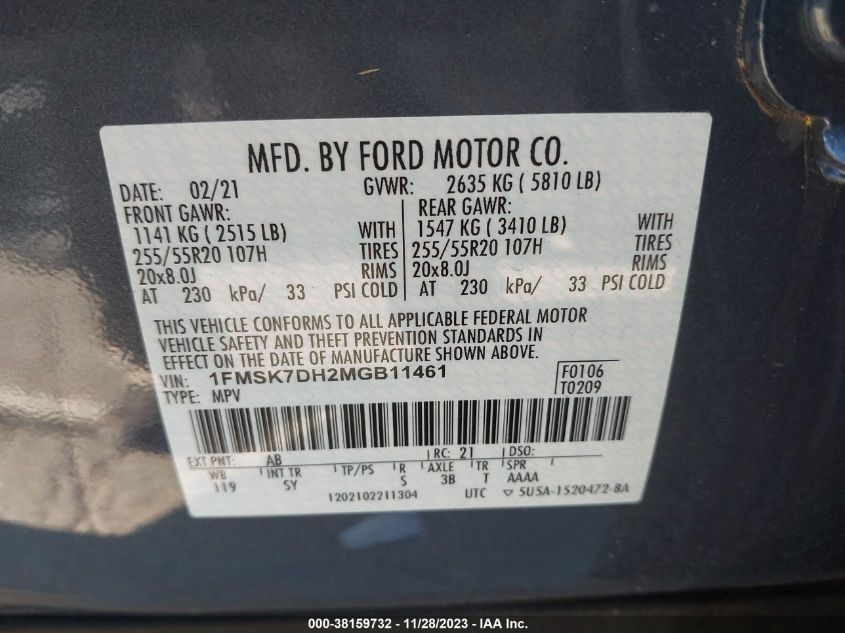 MFD. BY FORD MOTOR CO.
DATE: 02/21 GVWR: 2635 KG ( 5810 LB)
FRONT GAWR: REAR GAWR:
1141 KG ( 2515 LB) WITH 1547 KG ( 3410 LB) WITH
255/55R20 107H TIRES 255/55R20 107H TIRES
20x8.0J RIMS 20x8.0J RIMS
AT 230 kPa/ 33 PSI COLD AT 230 kPa/ 33 PSI COLD
THIS VEHICLE CONFORMS TO ALL APPLICABLE FEDERAL MOTOR
VEHICLE SAFETY AND THEFT PREVENTION STANDARDS IN
EFFECT ON THE DATE OF MANUFACTURE SHOWN ABOVE.
VIN: 1FMSK7DH2MGB11461 F0106
TYPE: MPV T0209
EXT PNT: AB RC: 21 DSO:
WB INT TR TP/PS R AXLE TR SPR
119 SY S 3B T AAAA
1202102211304 UTC ▽ 5U5A-1520472-BA
000-38159732 - 11/28/2023 - IAA Inc.